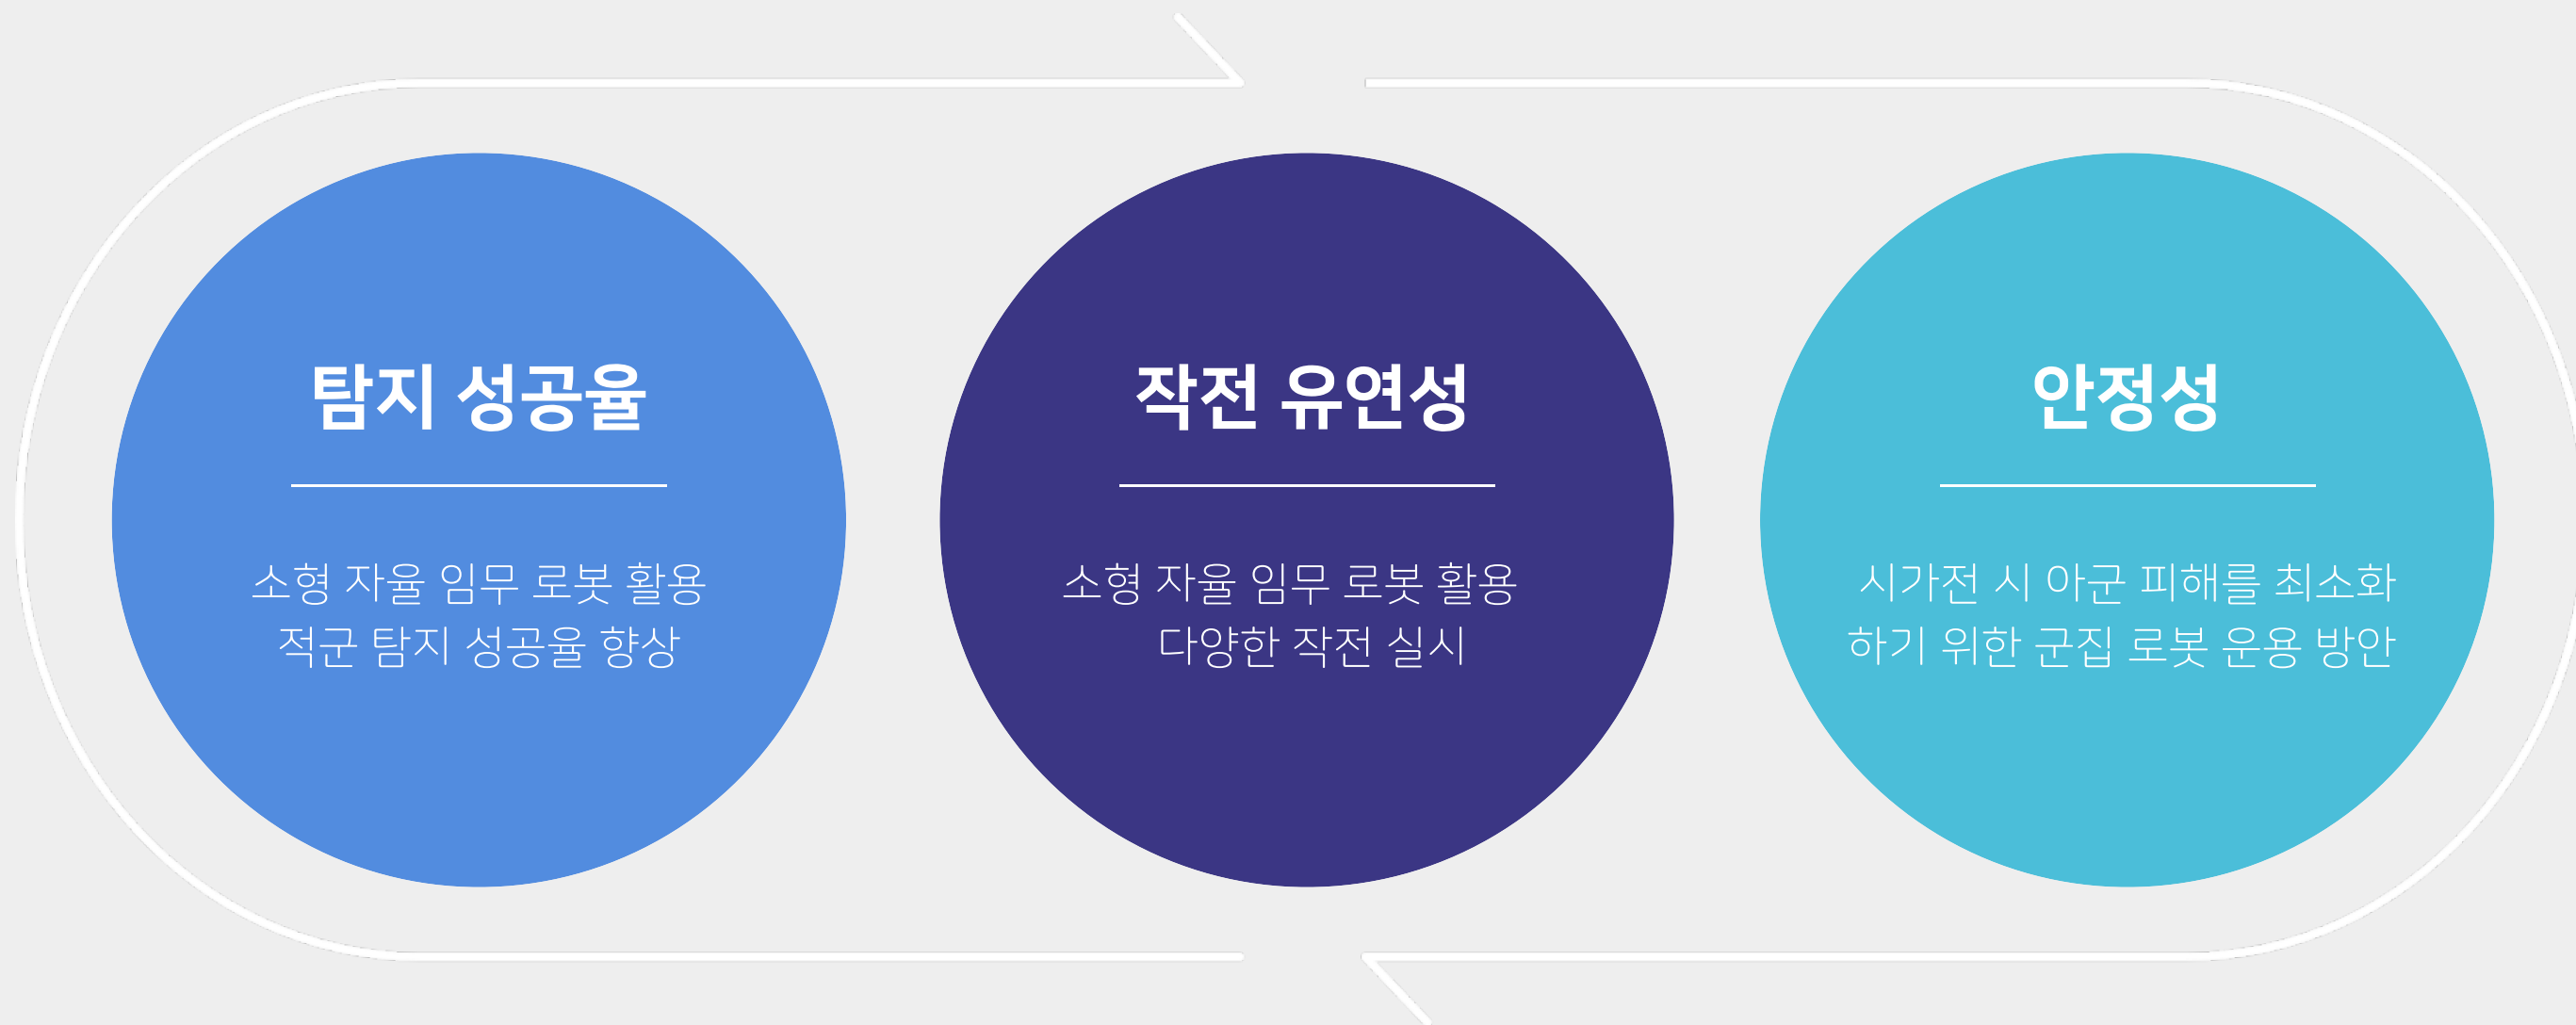 탐지 성공율
소형 자율 임무 로봇 활용
적군 탐지 성공율 향상
작전 유연성
소형 자율 임무 로봇 활용
다양한 작전 실시
안정성
시가전 시 아군 피해를 최소화
하기 위한 군집 로봇 운용 방안